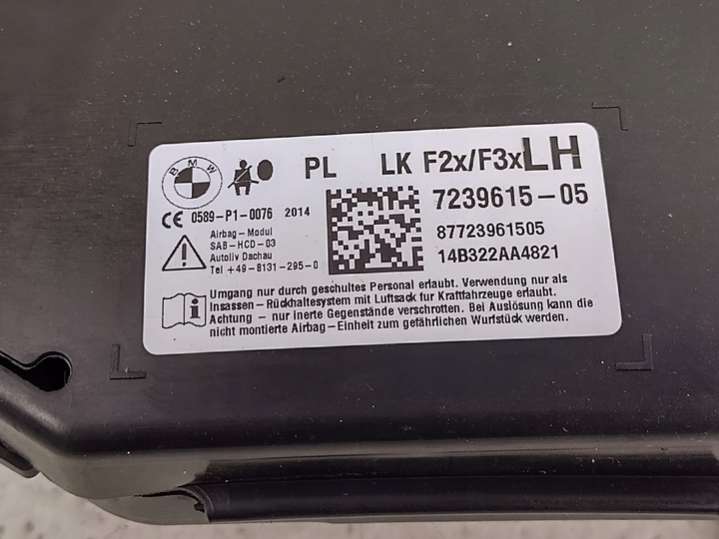 BMW
PL LK F2x/F3x LH
0589-P1-0076 2014
7239615-05
87723961505
14B322AA4821
Airbag-Modul
SAB-HCD-03
Autoliv Dachau
Tel +49-8131-295-0
Umgang nur durch geschultes Personal erlaubt. Verwendung nur als
Insassen-Rückhaltesystem mit Luftsack für Kraftfahrzeuge erlaubt.
Achtung - nur inerte Gegenstände verschrotten. Bei Auslösung kann die
nicht montierte Airbag-Einheit zum gefährlichen Wurfstück werden.